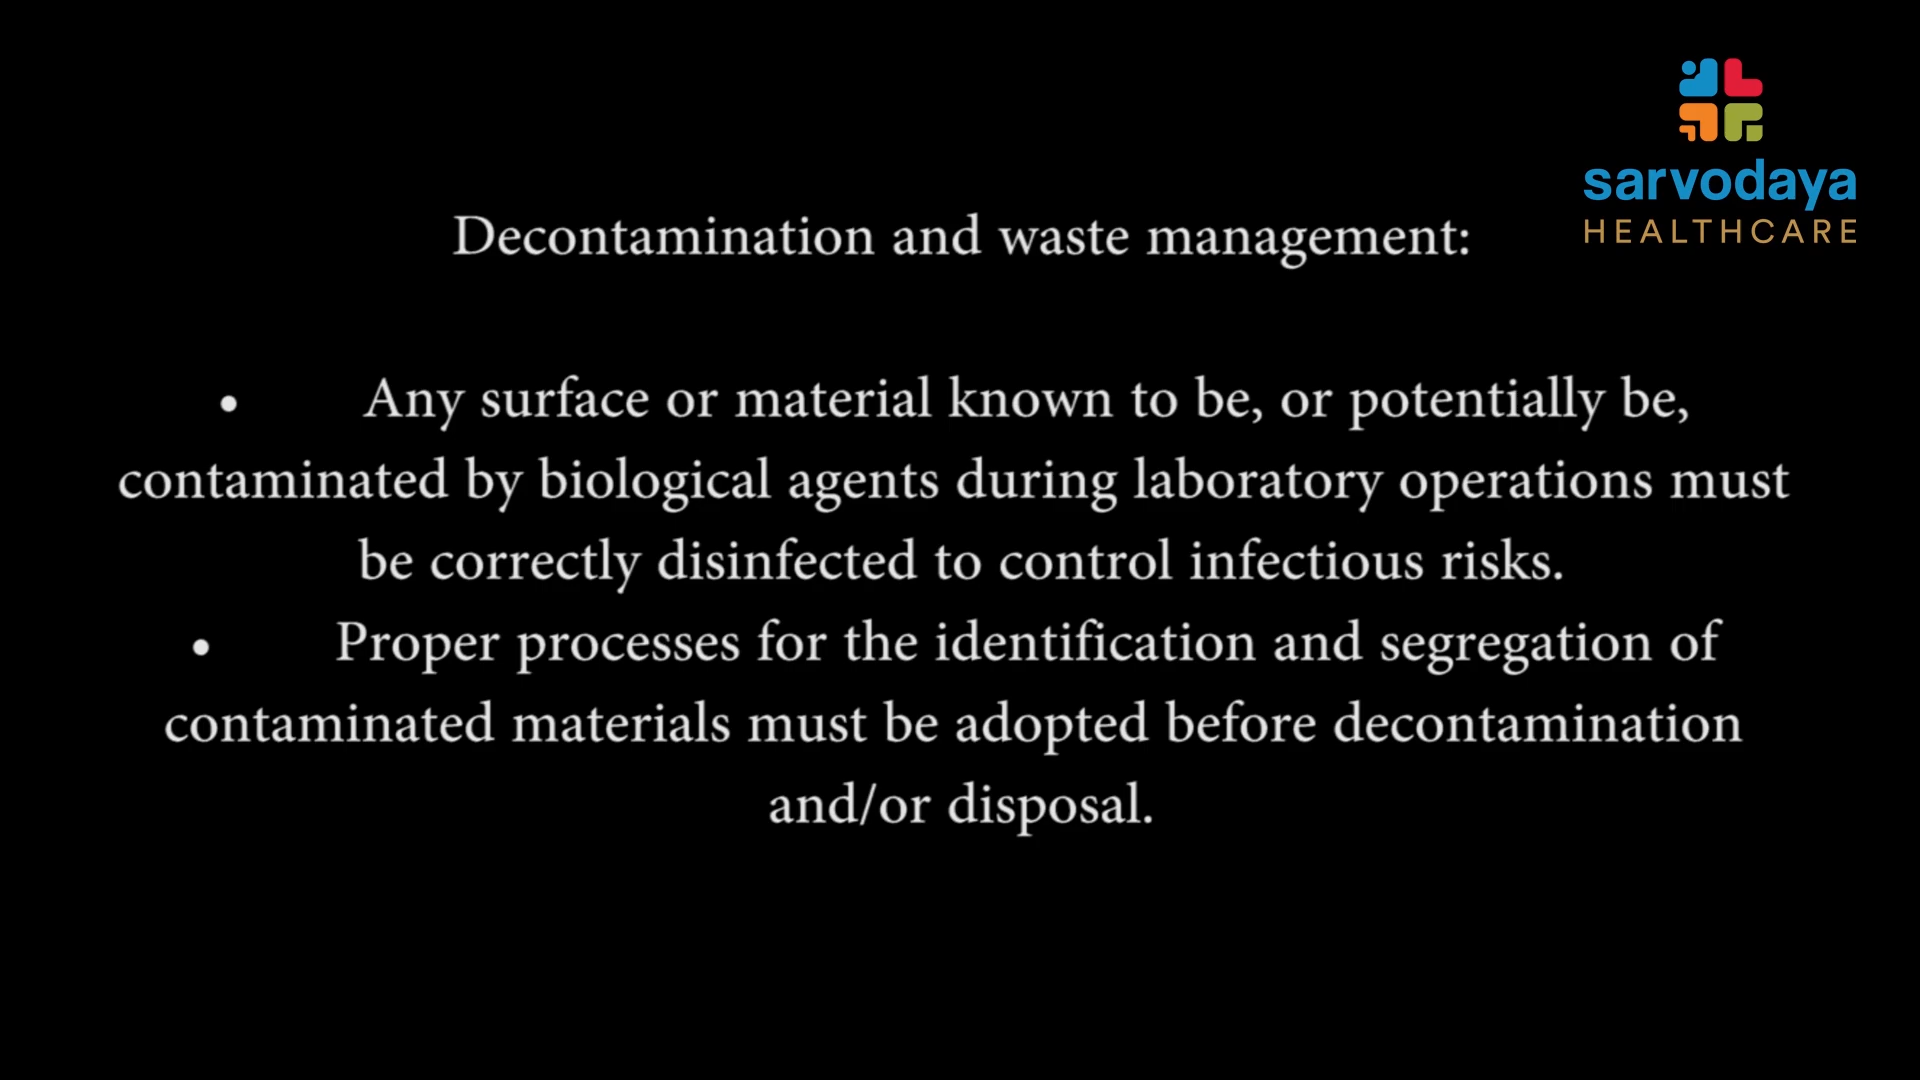 sarvodaya
HEALTHCARE
Decontamination and waste management:
• Any surface or material known to be, or potentially be,
contaminated by biological agents during laboratory operations must
be correctly disinfected to control infectious risks.
• Proper processes for the identification and segregation of
contaminated materials must be adopted before decontamination
and/or disposal.